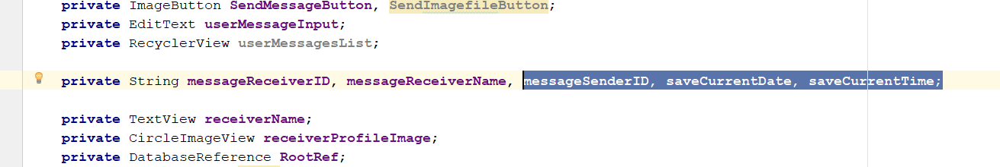 private ImageButton SendMessageButton, SendImagefileButton;
private EditText userMessageInput;
private RecyclerView userMessagesList;
private String messageReceiverID, messageReceiverName, messageSenderID, saveCurrentDate, saveCurrentTime;
private TextView receiverName;
private CircleImageView receiverProfileImage;
private DatabaseReference RootRef;